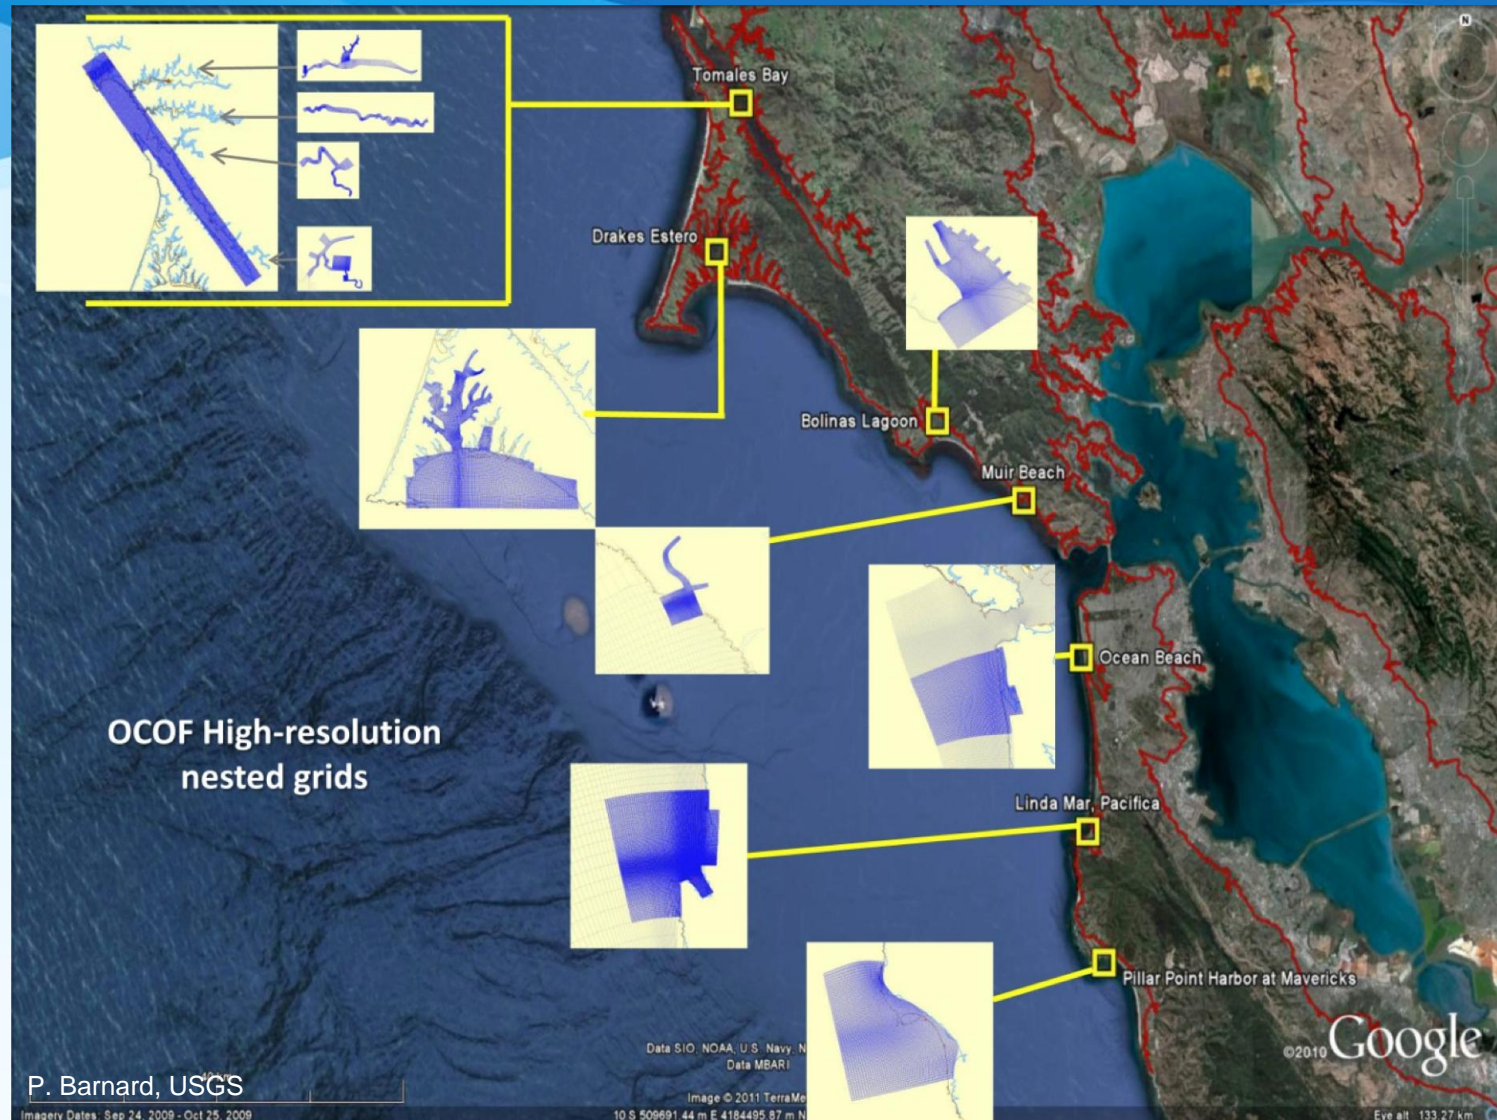 Tomales Bay
Drakes Estero
Bolinas Lagoon
Muir Beach
Ocean Beach
OCOF High-resolution
nested grids
Linda Mar, Pacifica
Pillar Point Harbor at Mavericks
Data SIO, NOAA, U.S. Navy, N
Data MBARI
Image © 2011 TerraMe
©2010 Google
P. Barnard, USGS
Imagery Dates: Sep 24, 2009 - Oct 25, 2009
10 S 509691.44 m E 4184495.87 m N
Eye alt 133.27 km
N